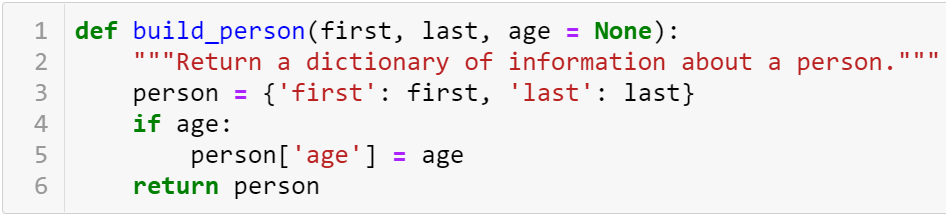 1 def build_person(first, last, age = None):
2     """Return a dictionary of information about a person."""
3     person = {'first': first, 'last': last}
4     if age:
5         person['age'] = age
6     return person